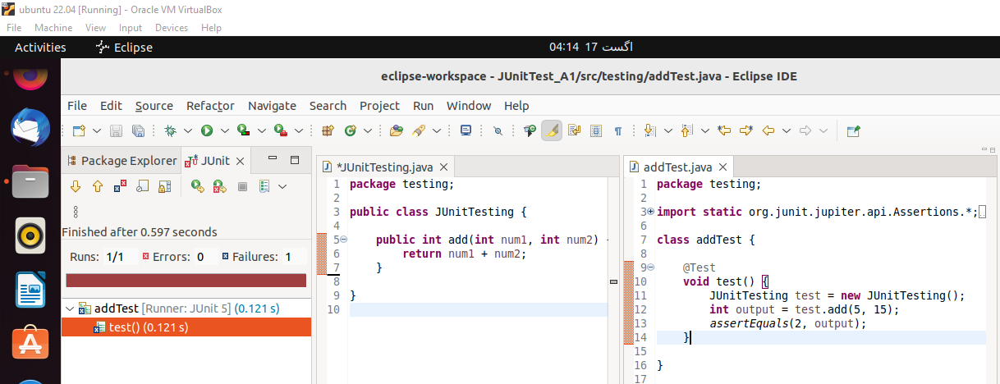 ubuntu 22.04 [Running] - Oracle VM VirtualBox
File Machine View Input Devices Help
Activities Eclipse 04:14 17 اگست
eclipse-workspace - JUnitTest_A1/src/testing/addTest.java - Eclipse IDE
File Edit Source Refactor Navigate Search Project Run Window Help
Package Explorer JUnit
Finished after 0.597 seconds
Runs: 1/1 Errors: 0 Failures: 1
addTest [Runner: JUnit 5] (0.121 s)
test() (0.121 s)
*JUnitTesting.java
1 package testing;
2
3 public class JUnitTesting {
4
5 public int add(int num1, int num2)
6 return num1 + num2;
7 }
8
9 }
10
addTest.java
1 package testing;
2
3 import static org.junit.jupiter.api.Assertions.*;
6
7 class addTest {
8
9 @Test
10 void test() {
11 JUnitTesting test = new JUnitTesting();
12 int output = test.add(5, 15);
13 assertEquals(2, output);
14 }
15
16 }
17